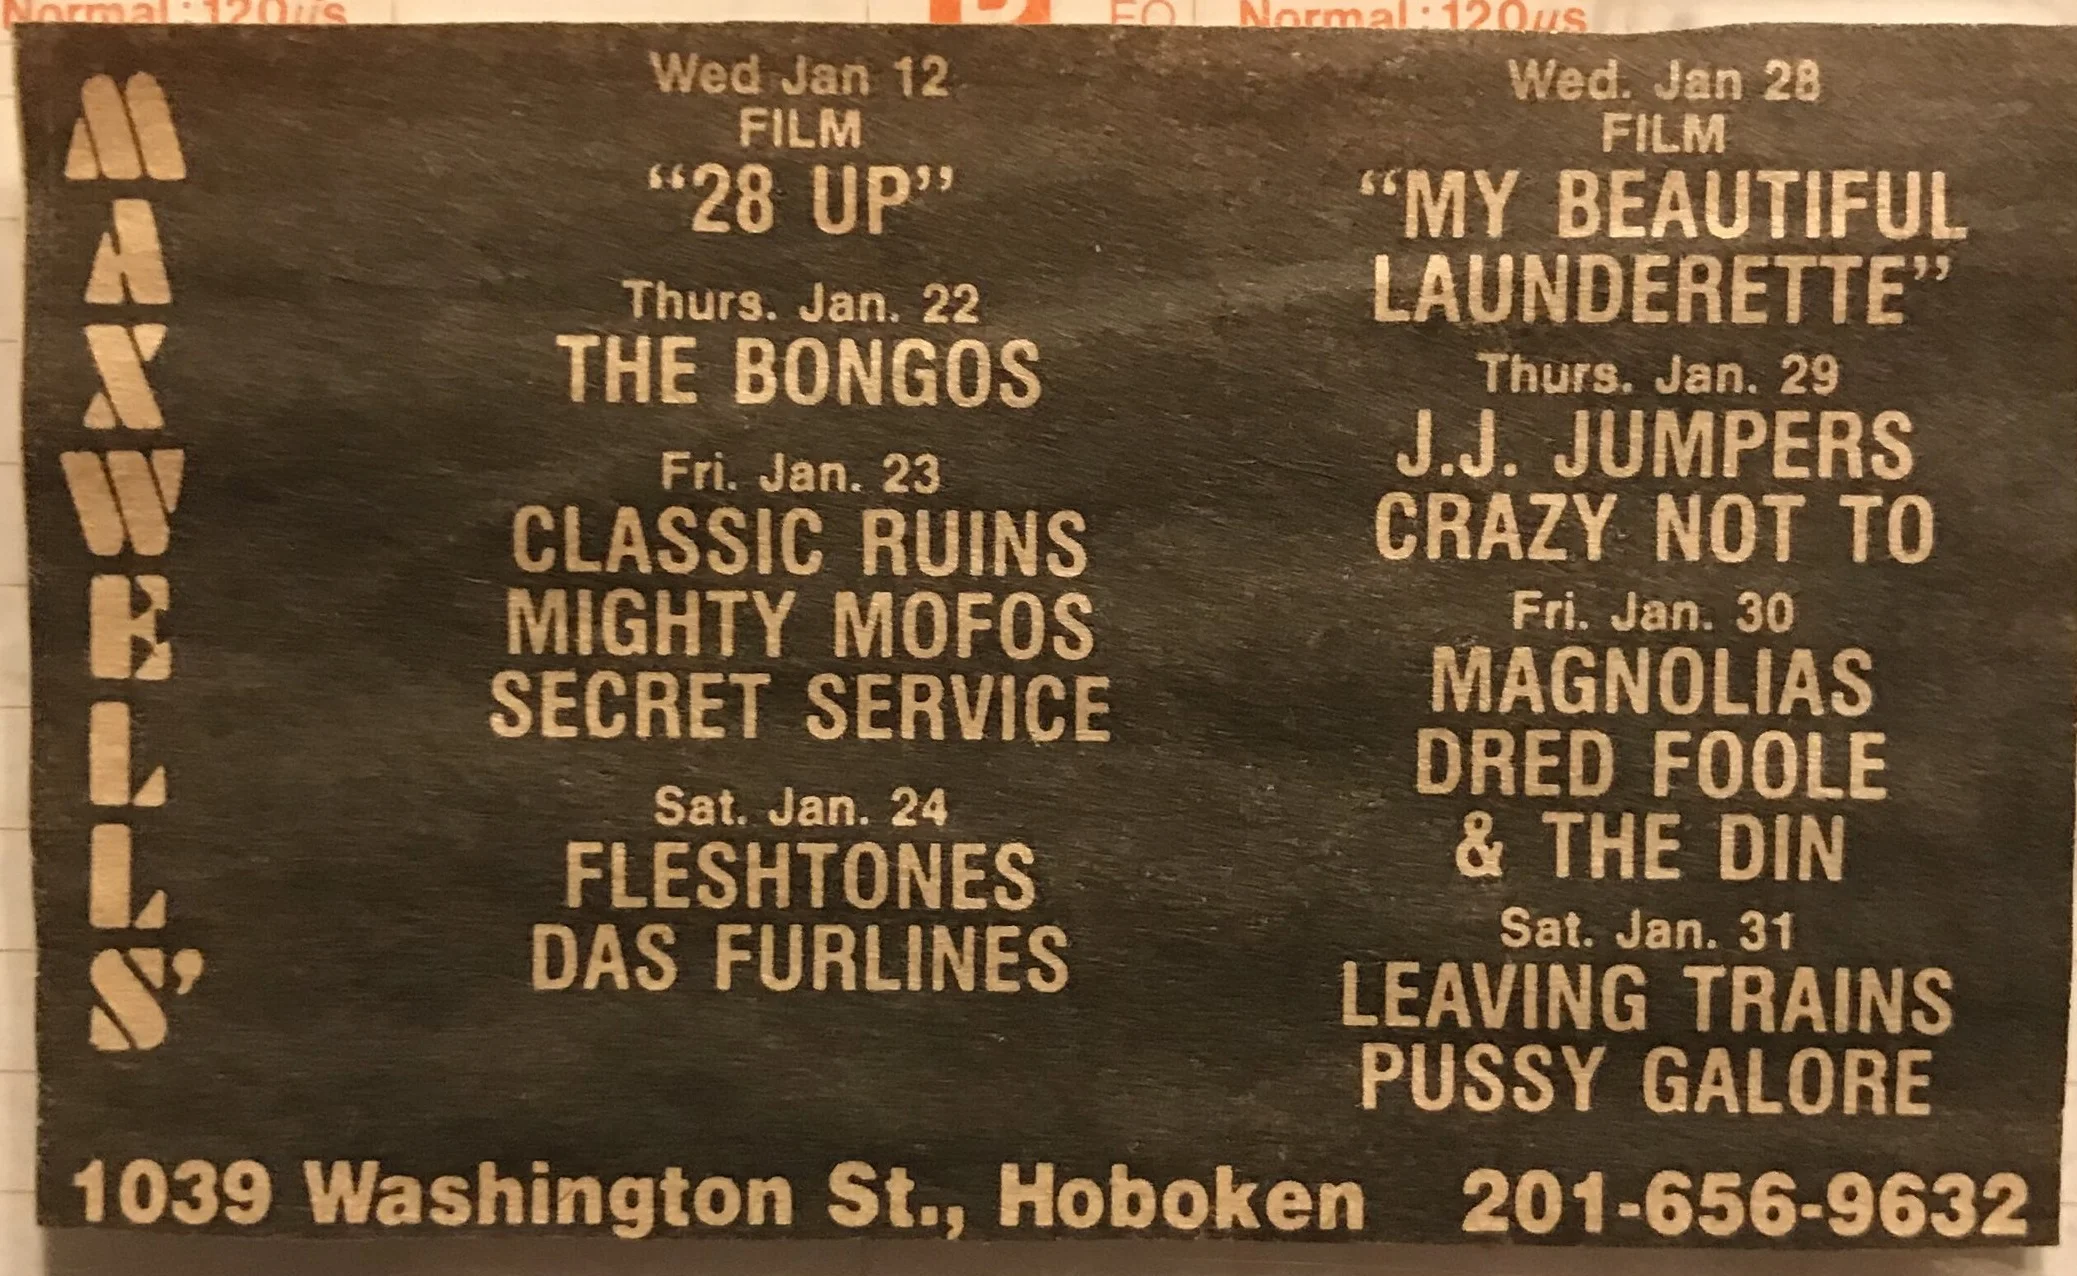 Normal:120µs
EQ
Normal:120µs
MAXWELLS'
Wed Jan 12
FILM
“28 UP”
Thurs. Jan. 22
THE BONGOS
Fri. Jan. 23
CLASSIC RUINS
MIGHTY MOFOS
SECRET SERVICE
Sat. Jan. 24
FLESHTONES
DAS FURLINES
Wed. Jan 28
FILM
“MY BEAUTIFUL
LAUNDERETTE”
Thurs. Jan. 29
J.J. JUMPERS
CRAZY NOT TO
Fri. Jan. 30
MAGNOLIAS
DRED FOOLE
& THE DIN
Sat. Jan. 31
LEAVING TRAINS
PUSSY GALORE
1039 Washington St., Hoboken 201-656-9632